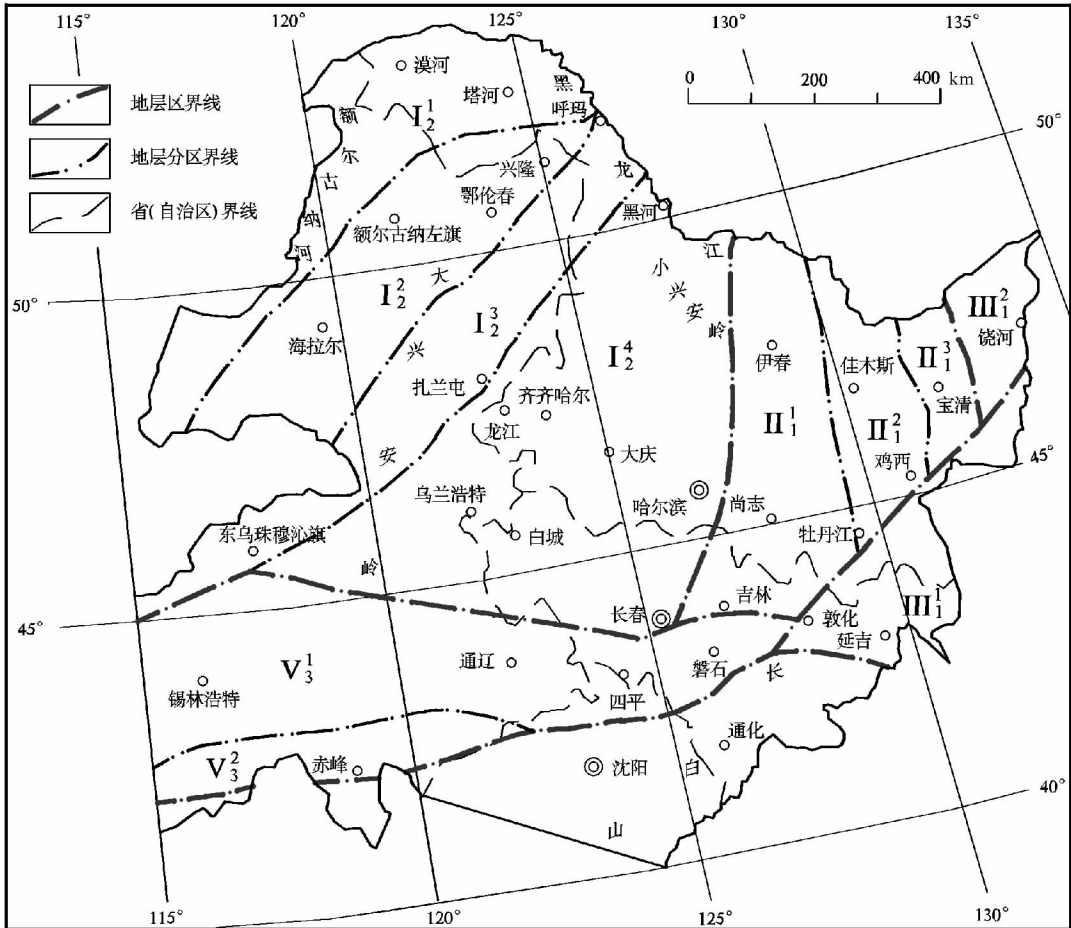 115°
120°
125°
130°
135°
地层区界线
地层分区界线
省(自治区)界线
0 200 400 km
漠河
塔河
呼玛
黑
龙
江
额
尔
古
纳
河
I₂¹
兴隆
鄂伦春
额尔古纳左旗
黑河
50°
50°
大
兴
安
岭
小
兴
安
岭
I₂²
I₂³
I₂⁴
海拉尔
扎兰屯
齐齐哈尔
龙江
大庆
伊春
佳木斯
III₁²
饶河
II₁³
宝清
II₁¹
II₁²
鸡西
45°
乌兰浩特
哈尔滨
尚志
白城
牡丹江
东乌珠穆沁旗
长春
吉林
敦化
III₁¹
延吉
45°
V₃¹
通辽
磐石
长
白
山
锡林浩特
四平
通化
V₃²
赤峰
沈阳
40°
115°
120°
125°
130°